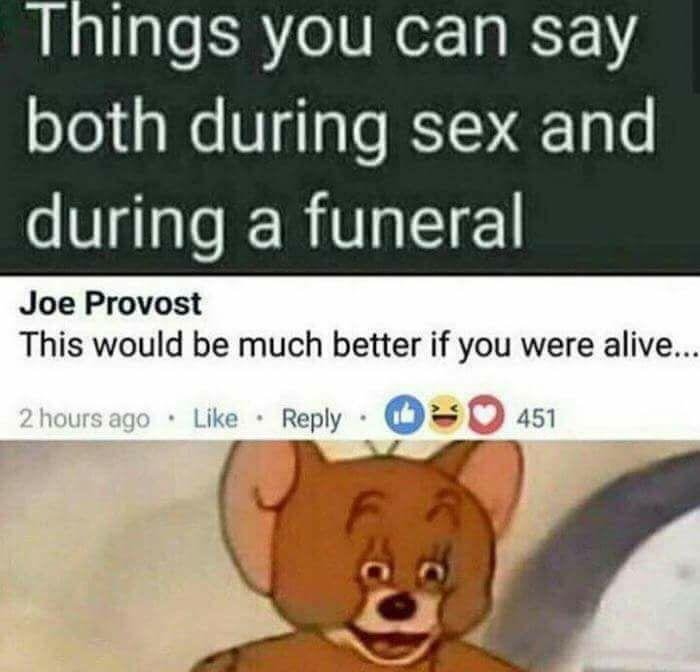 Things you can say
both during sex and
during a funeral
Joe Provost
This would be much better if you were alive...
2 hours ago · Like · Reply · 451